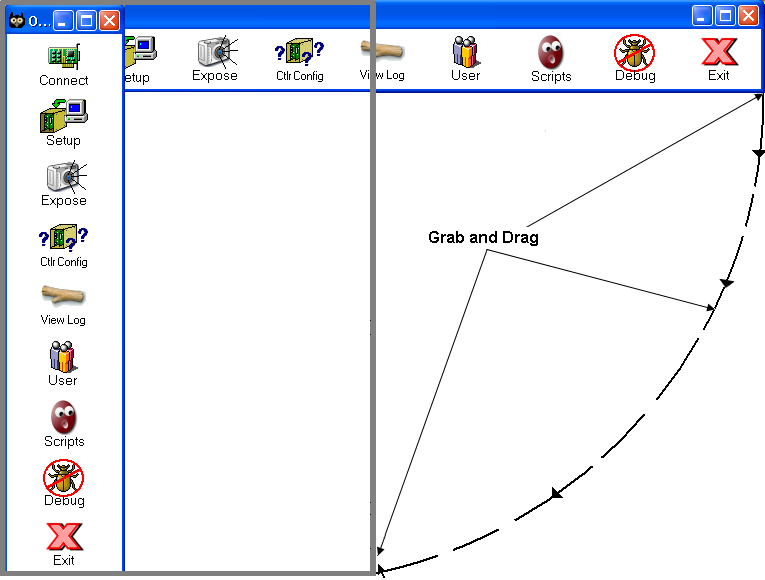 O...
Connect
Setup
Expose
Ctlr Config
View Log
User
Scripts
Debug
Exit
etup
Expose
Ctlr Config
View Log
User
Scripts
Debug
Exit
Grab and Drag